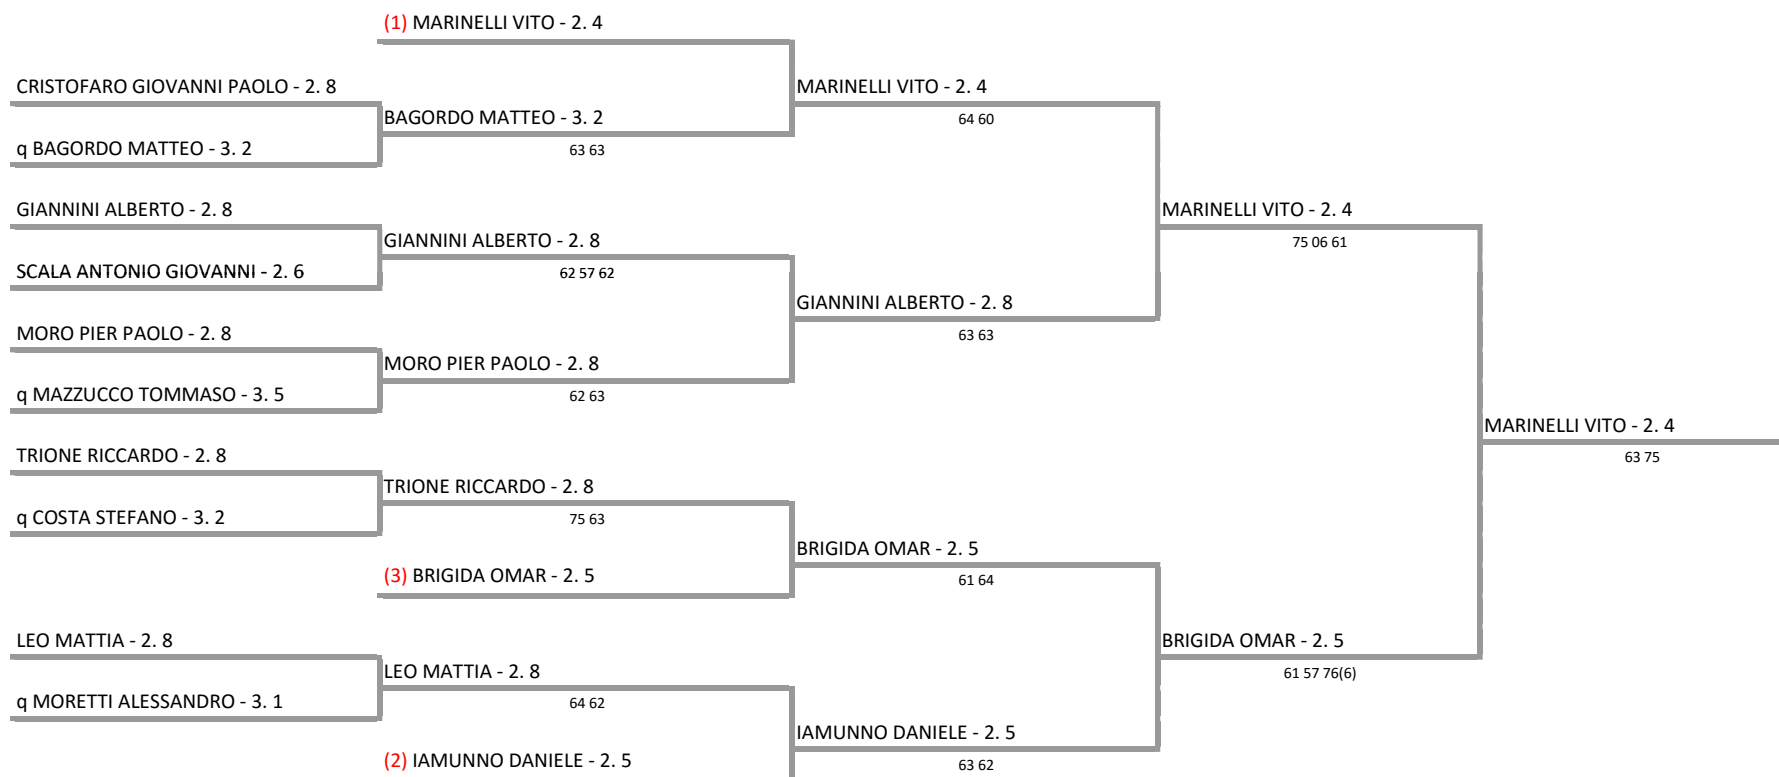 (1) MARINELLI VITO - 2. 4
CRISTOFARO GIOVANNI PAOLO - 2. 8
MARINELLI VITO - 2. 4
BAGORDO MATTEO - 3. 2
64 60
q BAGORDO MATTEO - 3. 2
63 63
GIANNINI ALBERTO - 2. 8
MARINELLI VITO - 2. 4
GIANNINI ALBERTO - 2. 8
75 06 61
SCALA ANTONIO GIOVANNI - 2. 6
62 57 62
GIANNINI ALBERTO - 2. 8
MORO PIER PAOLO - 2. 8
63 63
MORO PIER PAOLO - 2. 8
q MAZZUCCO TOMMASO - 3. 5
62 63
MARINELLI VITO - 2. 4
TRIONE RICCARDO - 2. 8
63 75
TRIONE RICCARDO - 2. 8
q COSTA STEFANO - 3. 2
75 63
BRIGIDA OMAR - 2. 5
(3) BRIGIDA OMAR - 2. 5
61 64
LEO MATTIA - 2. 8
BRIGIDA OMAR - 2. 5
LEO MATTIA - 2. 8
61 57 76(6)
q MORETTI ALESSANDRO - 3. 1
64 62
IAMUNNO DANIELE - 2. 5
(2) IAMUNNO DANIELE - 2. 5
63 62